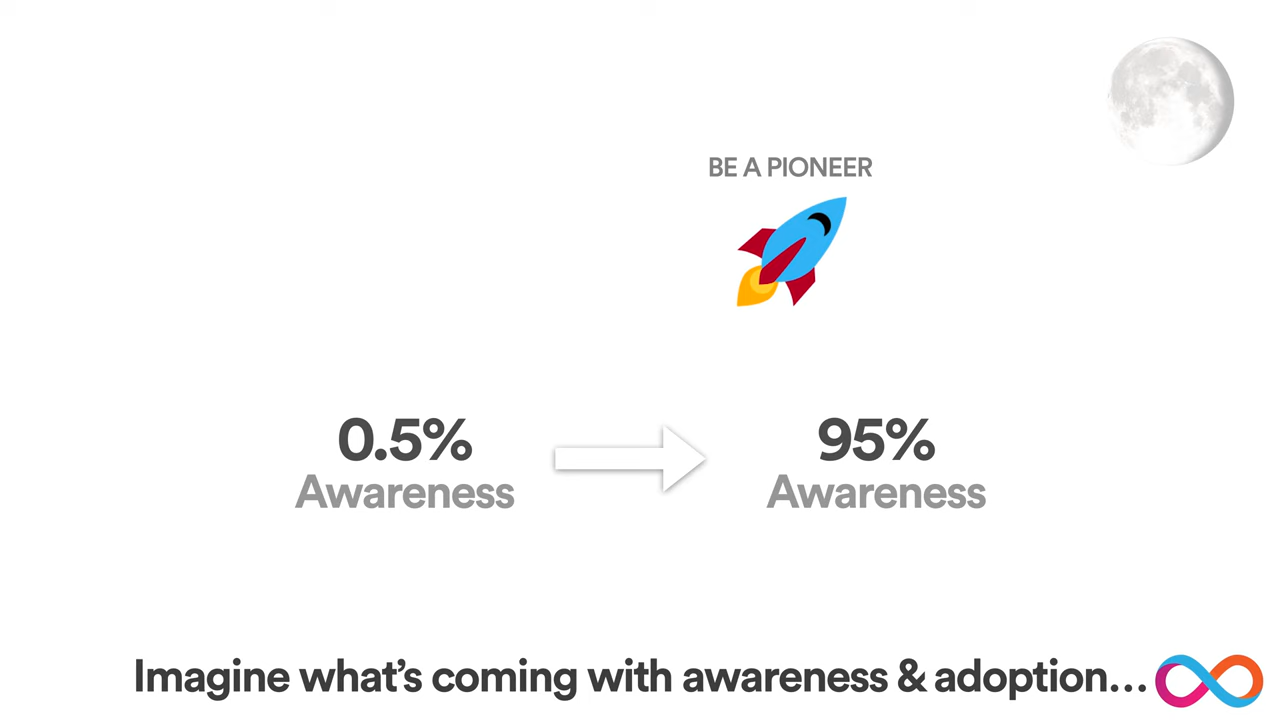 BE A PIONEER
0.5%
Awareness
95%
Awareness
Imagine what’s coming with awareness & adoption…